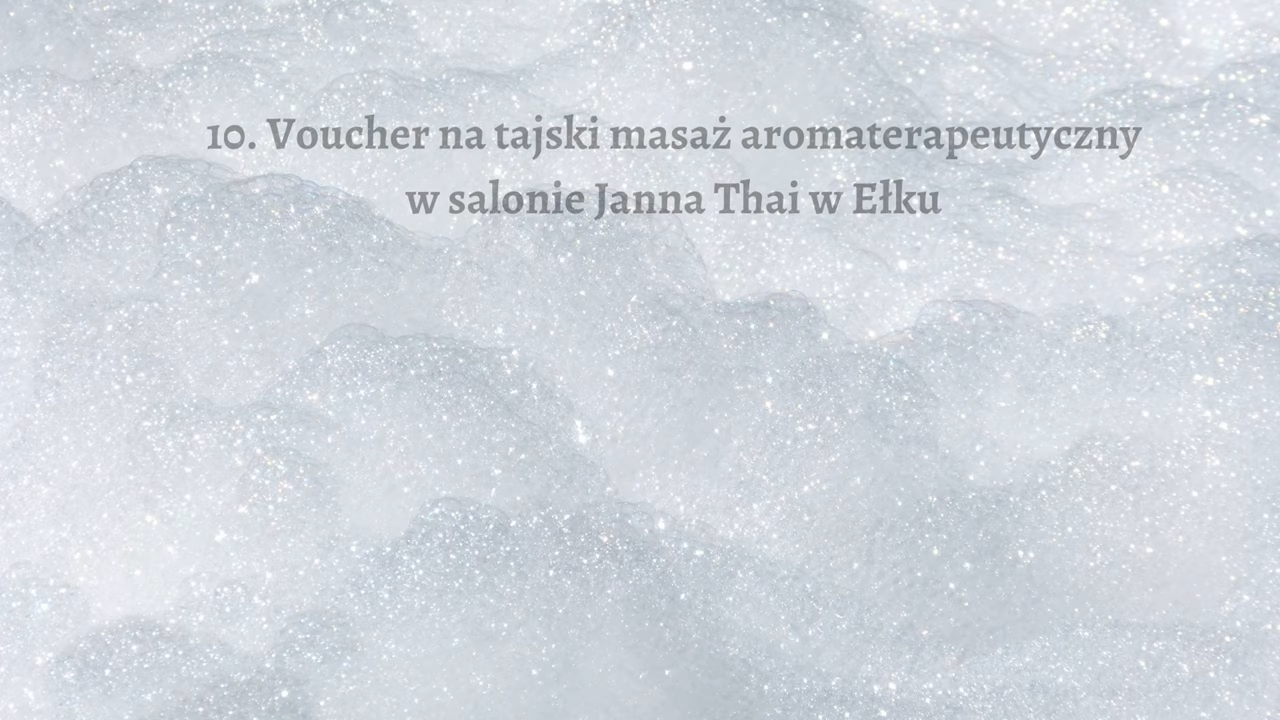 10. Voucher na tajski masaż aromaterapeutyczny
w salonie Janna Thai w Ełku